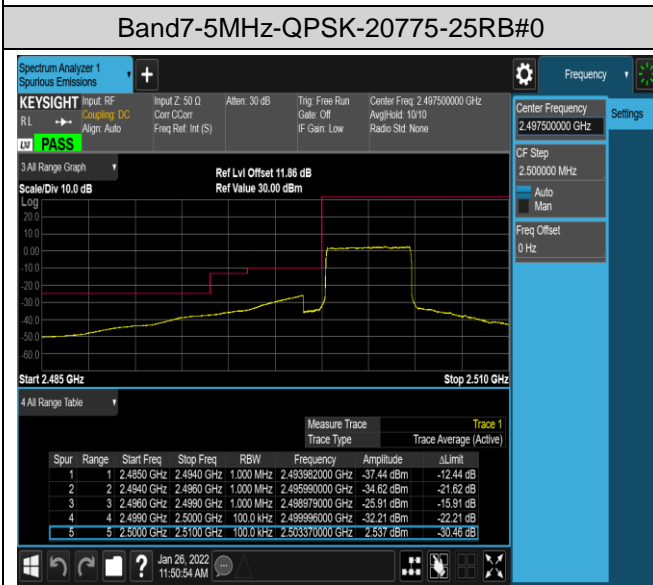 Band7-5MHz-QPSK-20775-25RB#0
Spectrum Analyzer 1
Spurious Emissions
Frequency
KEYSIGHT Input: RF Input Z: 50 Ω Atten: 30 dB Trig: Free Run Center Freq: 2.497500000 GHz
RL Coupling: DC Corr CCorr Gate: Off Avg|Hold: 10/10
Align: Auto Freq Ref: Int (S) IF Gain: Low Radio Std: None
LXI PASS
Center Frequency
2.497500000 GHz
Settings
CF Step
2.500000 MHz
Auto
Man
Freq Offset
0 Hz
3 All Range Graph
Ref Lvl Offset 11.86 dB
Scale/Div 10.0 dB Ref Value 30.00 dBm
Log
20.0
10.0
0.00
-10.0
-20.0
-30.0
-40.0
-50.0
-60.0
Start 2.485 GHz Stop 2.510 GHz
4 All Range Table
Measure Trace Trace 1
Trace Type Trace Average (Active)
Spur Range Start Freq Stop Freq RBW Frequency Amplitude ΔLimit
1 1 2.4850 GHz 2.4940 GHz 1.000 MHz 2.493982000 GHz -37.44 dBm -12.44 dB
2 2 2.4940 GHz 2.4960 GHz 1.000 MHz 2.495990000 GHz -34.62 dBm -21.62 dB
3 3 2.4960 GHz 2.4990 GHz 1.000 MHz 2.498979000 GHz -25.91 dBm -15.91 dB
4 4 2.4990 GHz 2.5000 GHz 100.0 kHz 2.499996000 GHz -32.21 dBm -22.21 dB
5 5 2.5000 GHz 2.5100 GHz 100.0 kHz 2.503370000 GHz 2.537 dBm -30.46 dB
Jan 26, 2022
11:50:54 AM